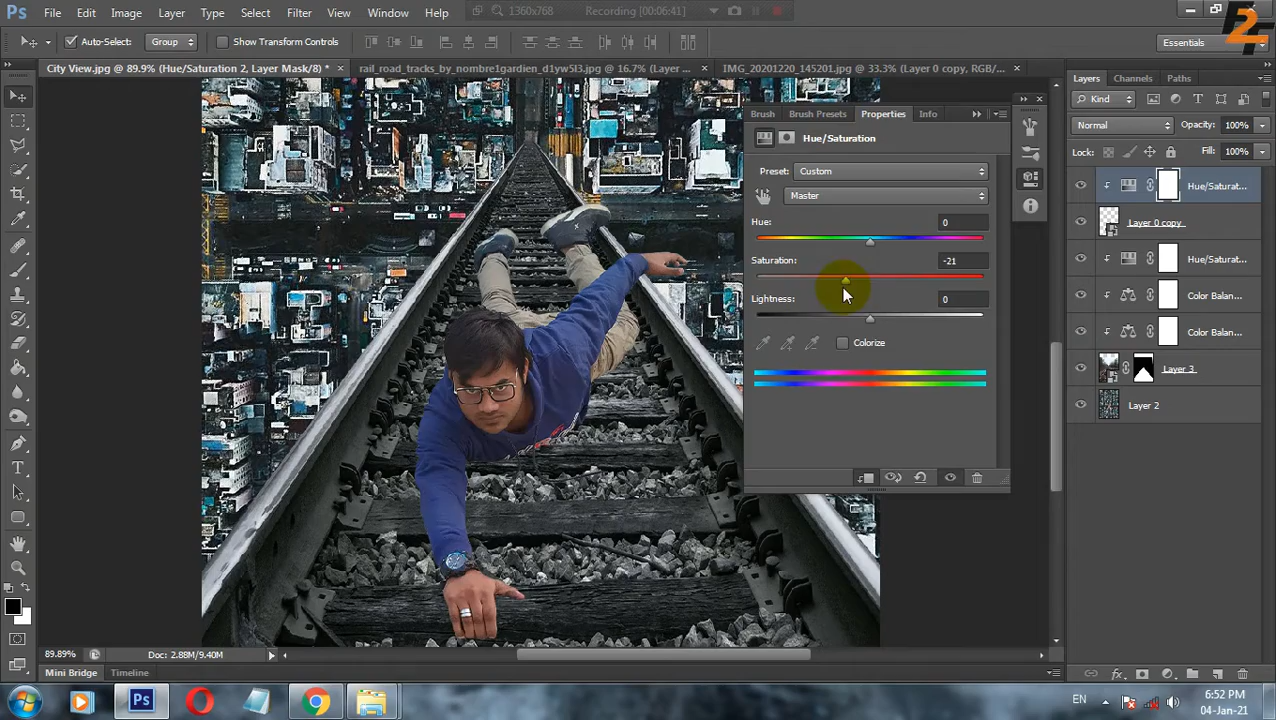 Ps File Edit Image Layer Type Select Filter View Window Help
1360x768 Recording [00:06:41]
Auto-Select: Group Show Transform Controls
Essentials
City View.jpg @ 89.9% (Hue/Saturation 2, Layer Mask/8) * × rail_road_tracks_by_nombre1gardien_d1yw5l3.jpg @ 16.7% (Layer ... × IMG_20201220_145201.jpg @ 33.3% (Layer 0 copy, RGB/... ×
Layers Channels Paths
Kind
Normal Opacity: 100%
Lock: Fill: 100%
Hue/Saturat...
Layer 0 copy
Hue/Saturat...
Color Balan...
Color Balan...
Layer 3
Layer 2
Brush Brush Presets Properties Info
Hue/Saturation
Preset: Custom
Master
Hue: 0
Saturation: -21
Lightness: 0
Colorize
89.89% Doc: 2.88M/9.40M
Mini Bridge Timeline
Ps EN 6:52 PM
04-Jan-21